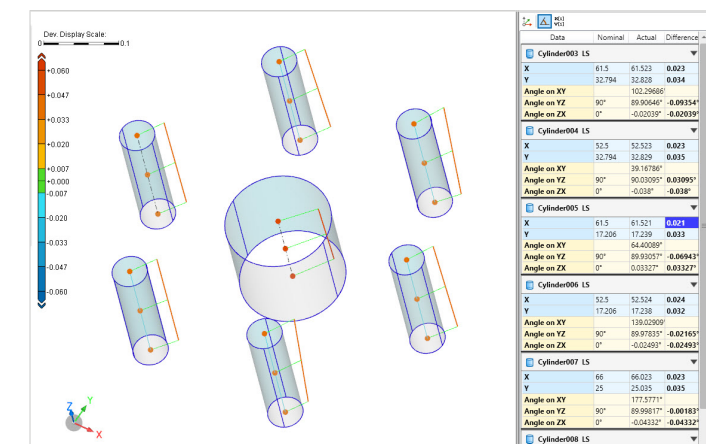 Dev. Display Scale:
0 0.1
+0.060
+0.047
+0.033
+0.020
+0.007
+0.000
-0.007
-0.020
-0.033
-0.047
-0.060
Z Y X
Data Nominal Actual Difference
Cylinder003 LS
X 61.5 61.523 0.023
Y 32.794 32.828 0.034
Angle on XY 102.29686°
Angle on YZ 90° 89.90646° -0.09354°
Angle on ZX 0° -0.02039° -0.02039°
Cylinder004 LS
X 52.5 52.523 0.023
Y 32.794 32.829 0.035
Angle on XY 39.16786°
Angle on YZ 90° 90.03095° 0.03095°
Angle on ZX 0° -0.038° -0.038°
Cylinder005 LS
X 61.5 61.521 0.021
Y 17.206 17.239 0.033
Angle on XY 64.40089°
Angle on YZ 90° 89.93057° -0.06943°
Angle on ZX 0° 0.03327° 0.03327°
Cylinder006 LS
X 52.5 52.524 0.024
Y 17.206 17.238 0.032
Angle on XY 139.02909°
Angle on YZ 90° 89.97835° -0.02165°
Angle on ZX 0° -0.02493° -0.02493°
Cylinder007 LS
X 66 66.023 0.023
Y 25 25.035 0.035
Angle on XY 177.5771°
Angle on YZ 90° 89.99817° -0.00183°
Angle on ZX 0° -0.04332° -0.04332°
Cylinder008 LS